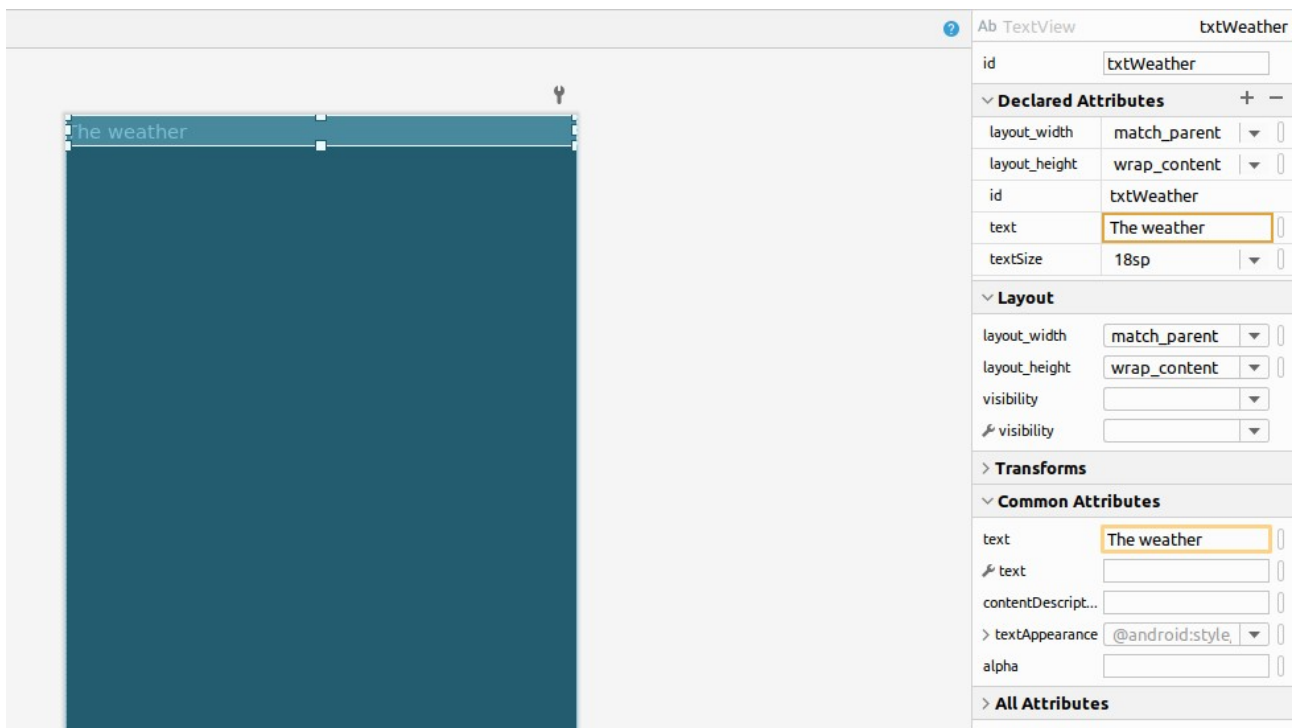 ?
Ab TextView txtWeather
id txtWeather
Declared Attributes + −
layout_width match_parent
layout_height wrap_content
id txtWeather
text The weather
textSize 18sp
Layout
layout_width match_parent
layout_height wrap_content
visibility
visibility
Transforms
Common Attributes
text The weather
text
contentDescript...
textAppearance @android:style,
alpha
All Attributes
The weather